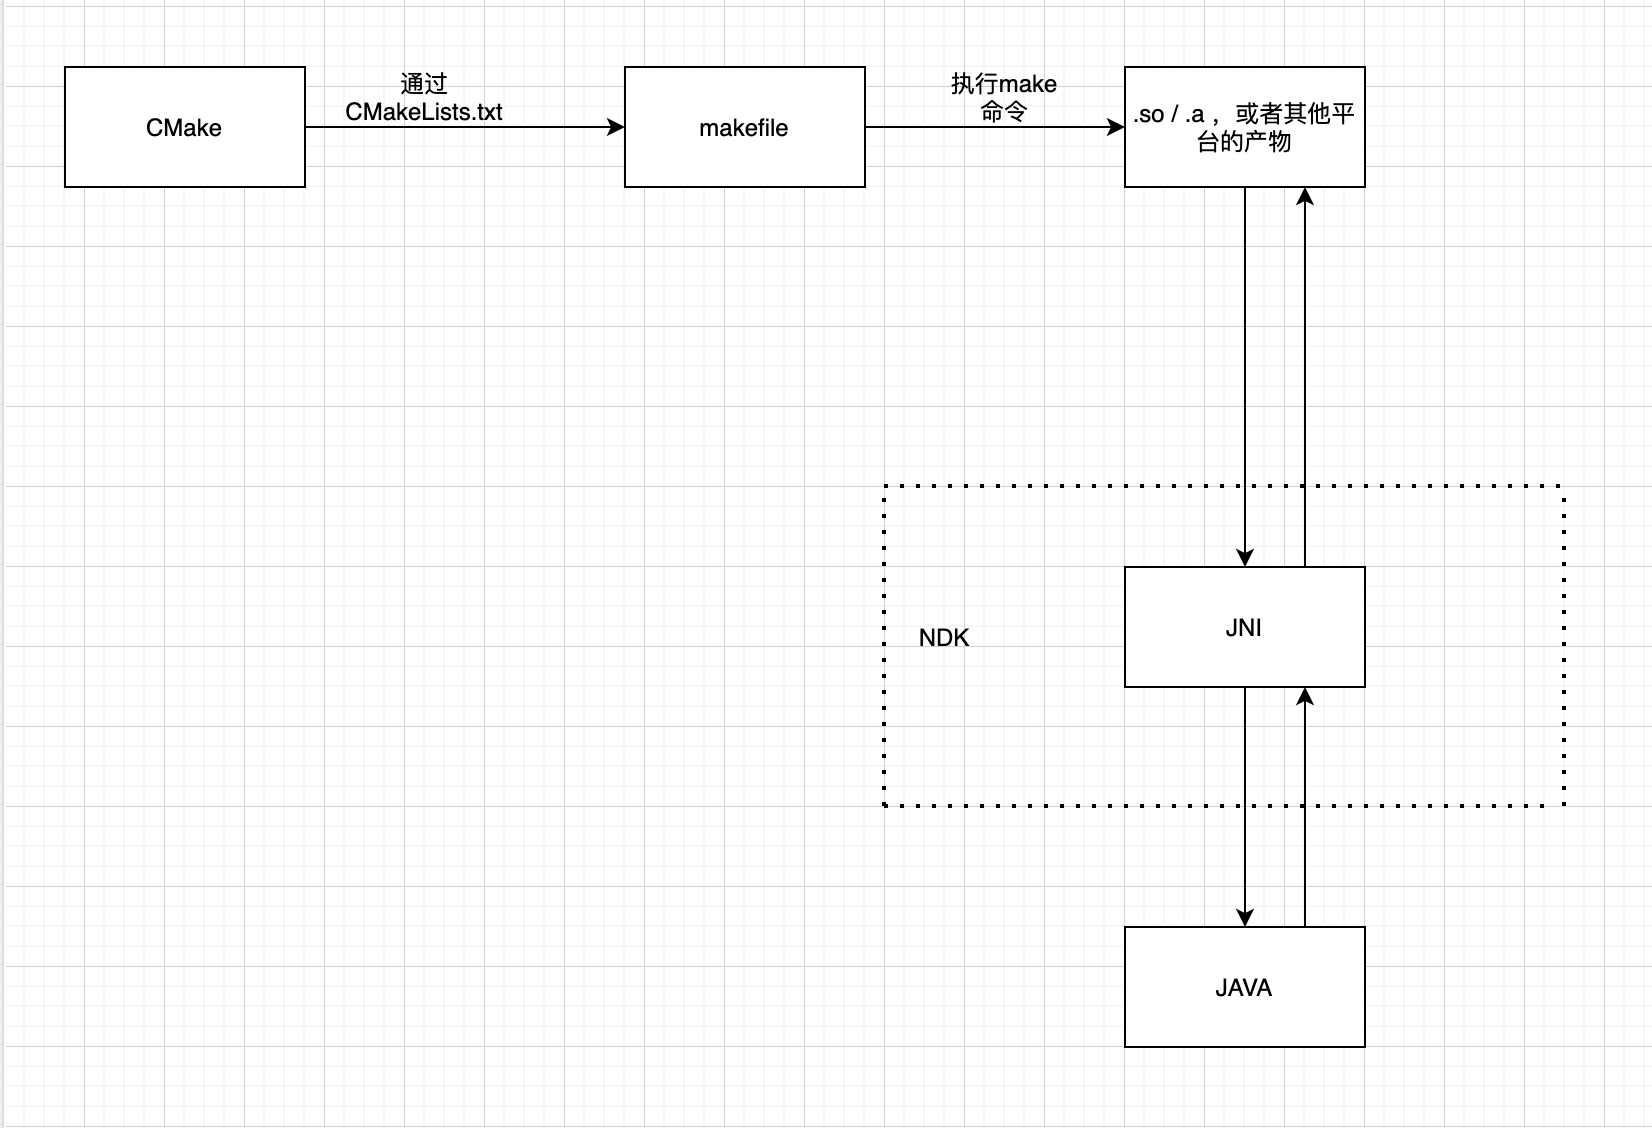 CMake
通过
CMakeLists.txt
makefile
执行make
命令
.so / .a ，或者其他平
台的产物
NDK
JNI
JAVA